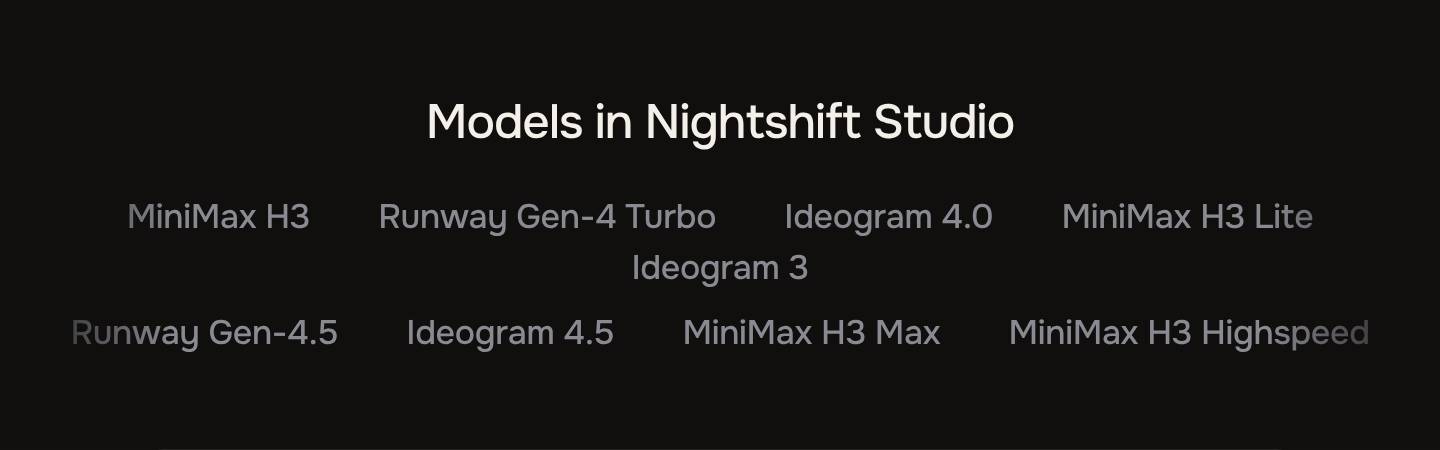 Models in Nightshift Studio
MiniMax H3 Runway Gen-4 Turbo Ideogram 4.0 MiniMax H3 Lite
Ideogram 3
Runway Gen-4.5 Ideogram 4.5 MiniMax H3 Max MiniMax H3 Highspeed